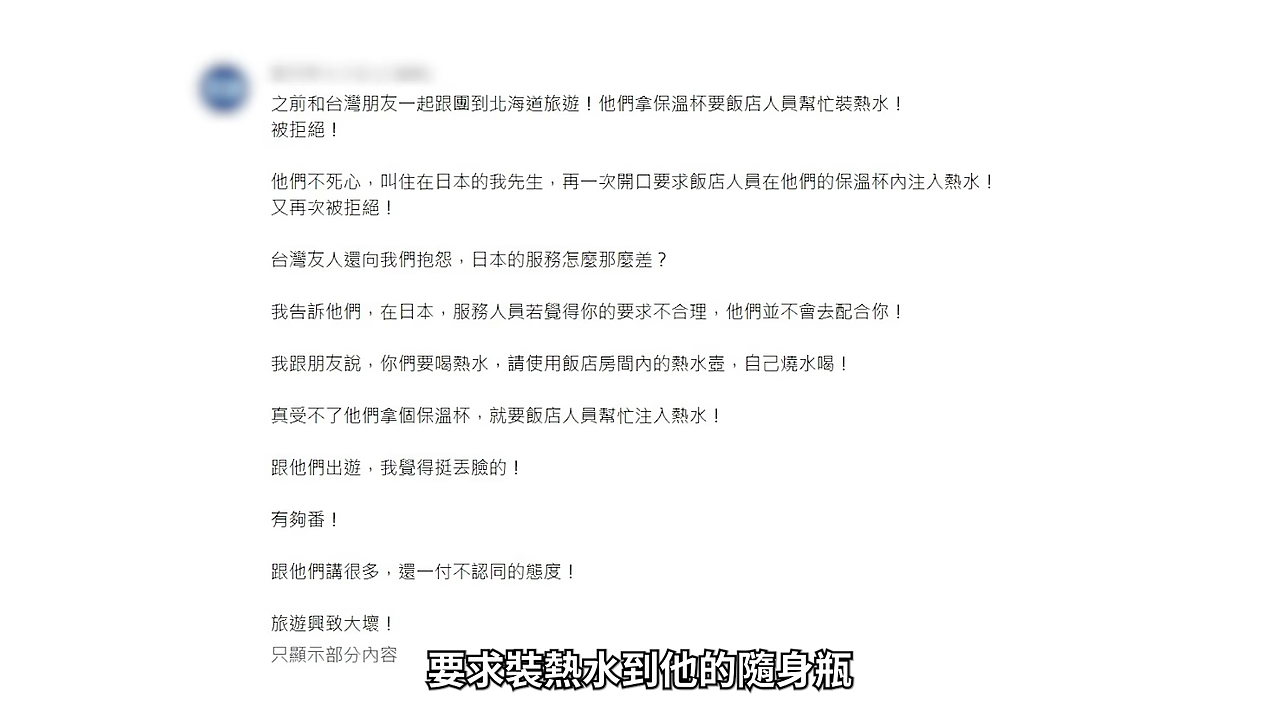 之前和台灣朋友一起跟團到北海道旅遊！他們拿保溫杯要飯店人員幫忙裝熱水！
被拒絕！
他們不死心，叫住在日本的我先生，再一次開口要求飯店人員在他們的保溫杯內注入熱水！
又再次被拒絕！
台灣友人還向我們抱怨，日本的服務怎麼那麼差？
我告訴他們，在日本，服務人員若覺得你的要求不合理，他們並不會去配合你！
我跟朋友說，你們要喝熱水，請使用飯店房間內的熱水壺，自己燒水喝！
真受不了他們拿個保溫杯，就要飯店人員幫忙注入熱水！
跟他們出遊，我覺得挺丟臉的！
有夠番！
跟他們講很多，還一付不認同的態度！
旅遊興致大壞！
只顯示部分內容
要求裝熱水到他的隨身瓶